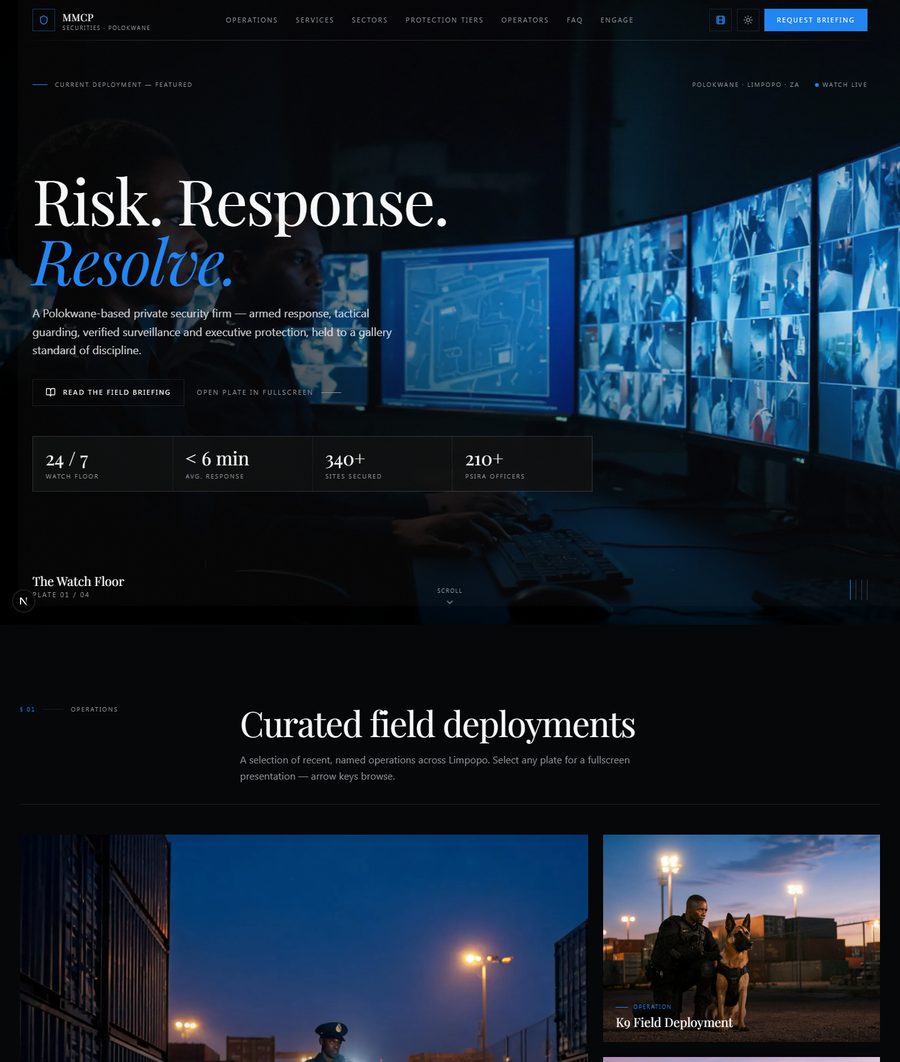 MMCP
SECURITIES · POLOKWANE
OPERATIONS
SERVICES
SECTORS
PROTECTION TIERS
OPERATORS
FAQ
ENGAGE
REQUEST BRIEFING
CURRENT DEPLOYMENT — FEATURED
POLOKWANE · LIMPOPO · ZA
WATCH LIVE
Risk. Response.
Resolve.
A Polokwane-based private security firm — armed response, tactical
guarding, verified surveillance and executive protection, held to a gallery
standard of discipline.
READ THE FIELD BRIEFING
OPEN PLATE IN FULLSCREEN
24 / 7
WATCH FLOOR
< 6 min
AVG. RESPONSE
340+
SITES SECURED
210+
PSIRA OFFICERS
The Watch Floor
PLATE 01 / 04
N
SCROLL
§ 01
OPERATIONS
Curated field deployments
A selection of recent, named operations across Limpopo. Select any plate for a fullscreen
presentation — arrow keys browse.
OPERATION
K9 Field Deployment